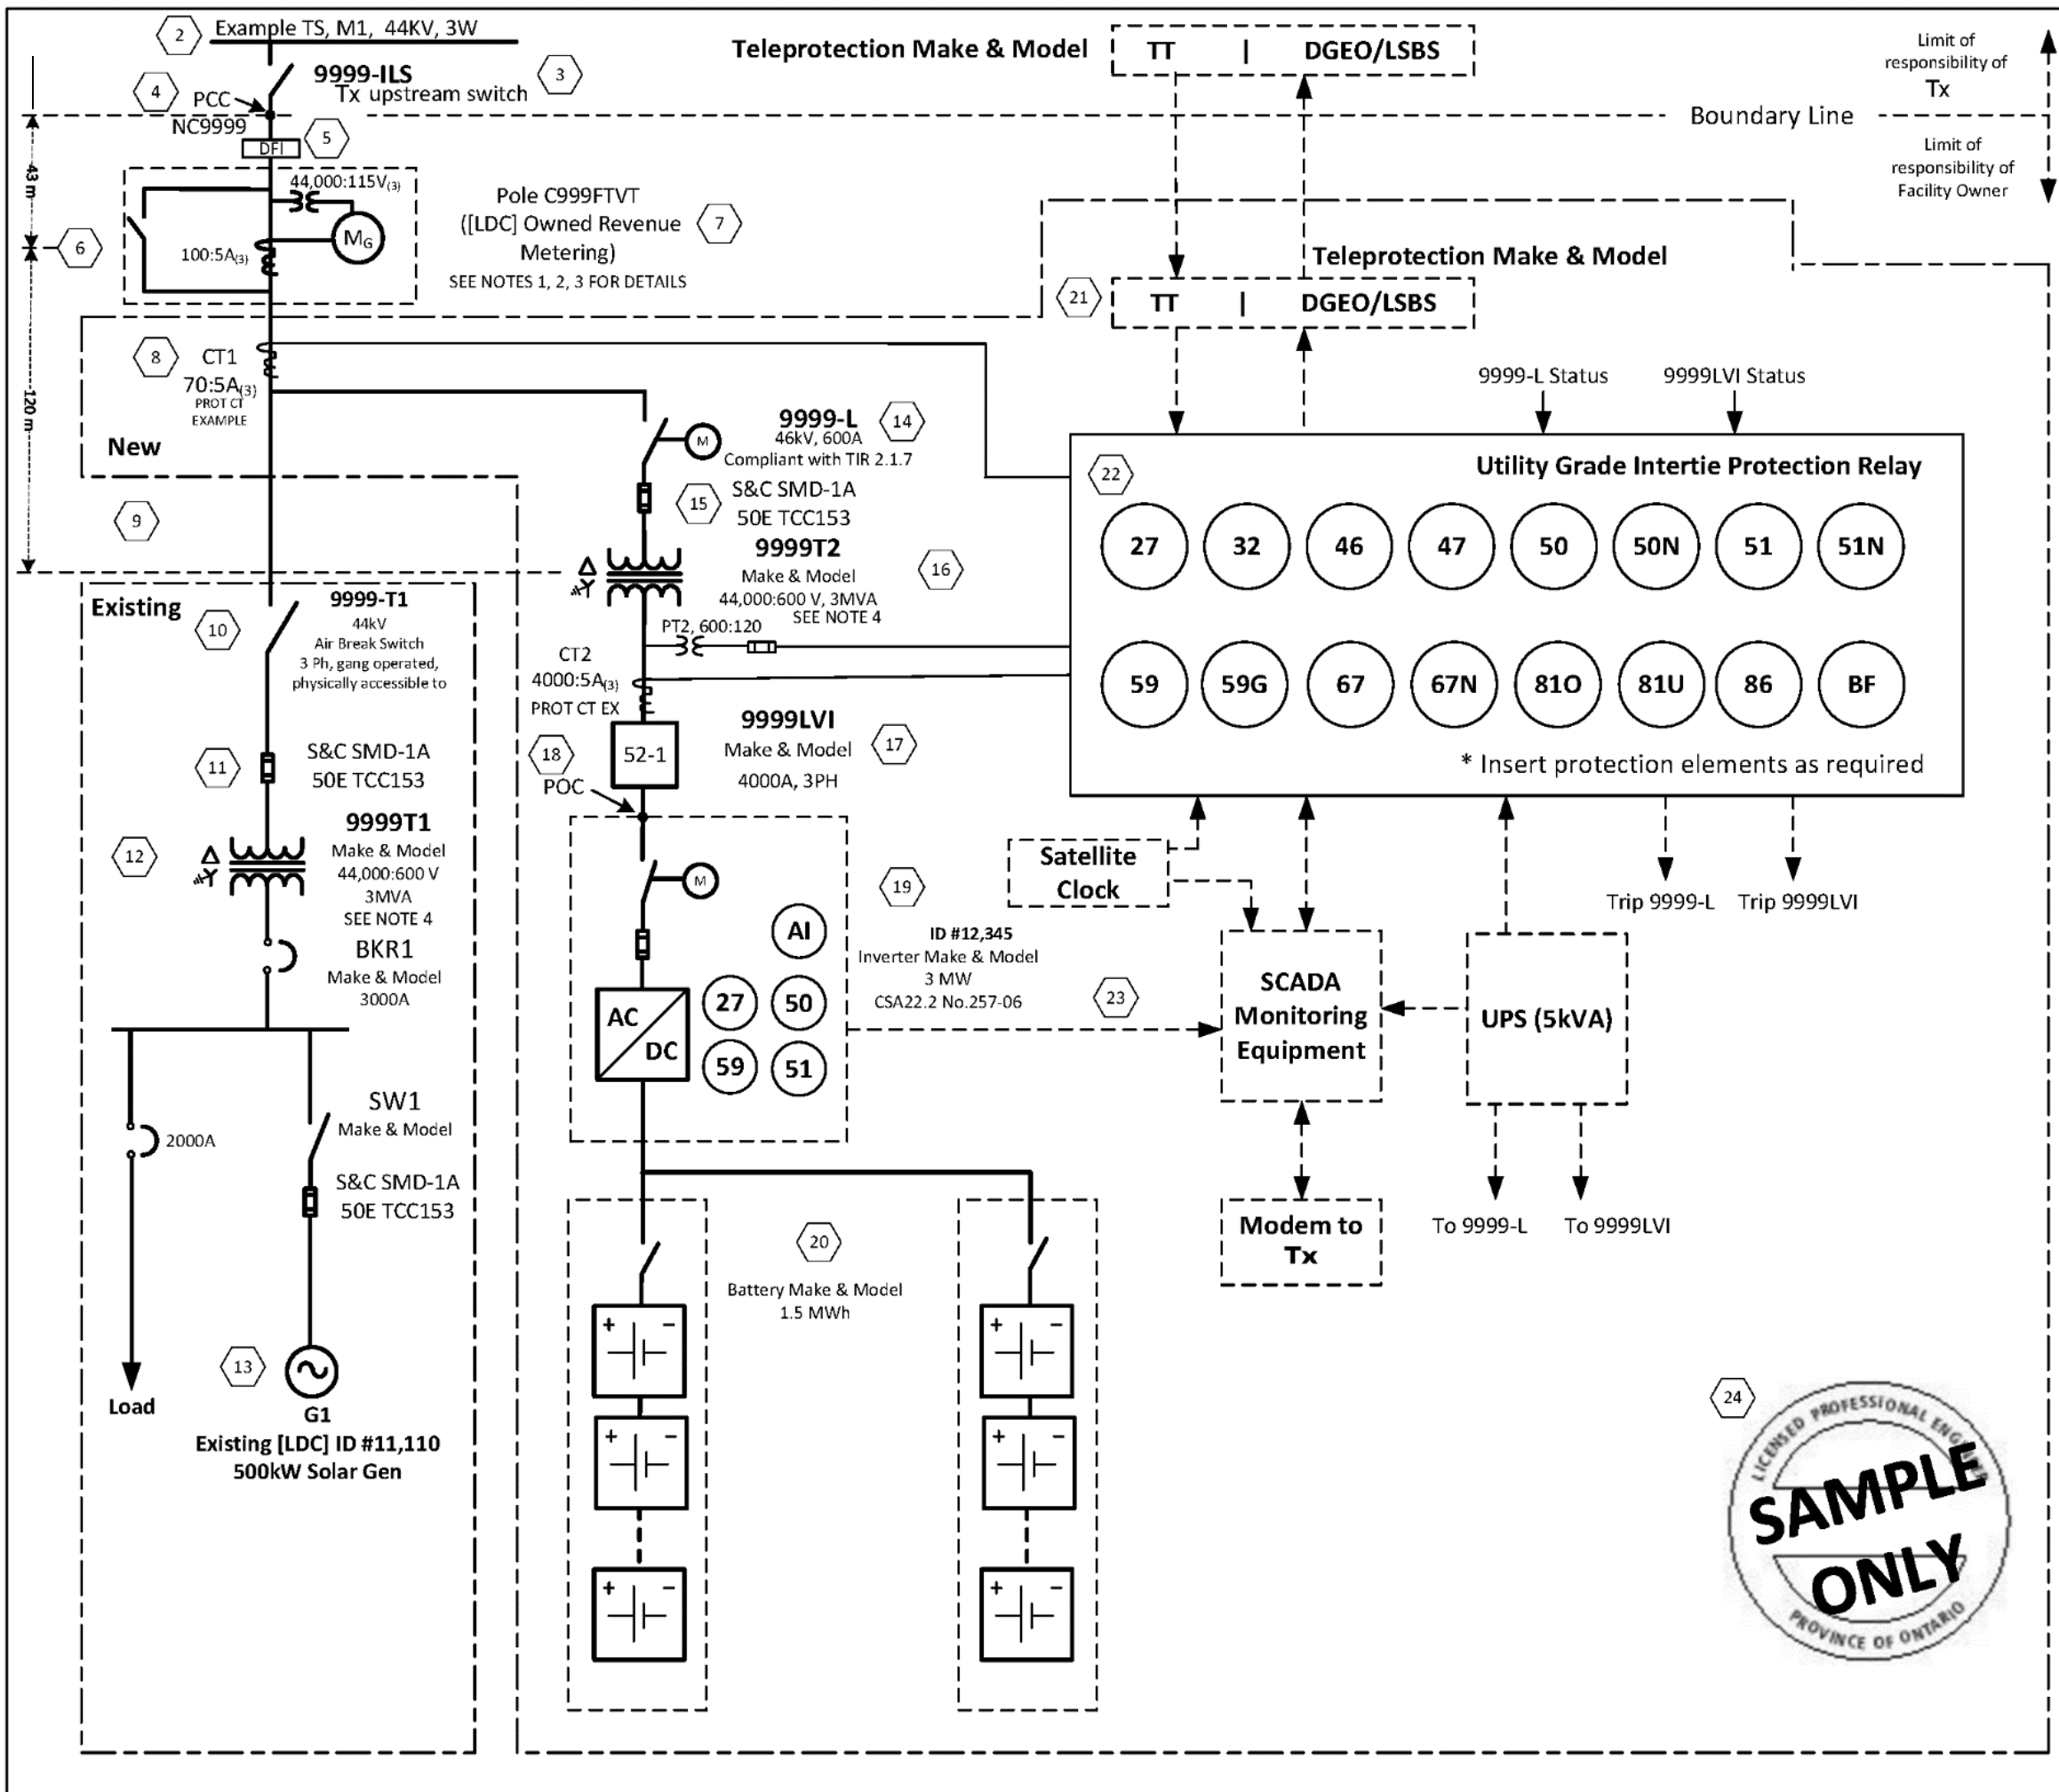 2
Example TS, M1, 44KV, 3W
9999-ILS
Tx upstream switch
3
4
PCC
NC9999
DFI
5
Teleprotection Make & Model
TT | DGEO/LSBS
Limit of
responsibility of
Tx
Boundary Line
Limit of
responsibility of
Facility Owner
43 m
120 m
6
44,000:115V(3)
MG
100:5A(3)
Pole C999FTVT
([LDC] Owned Revenue
Metering)
SEE NOTES 1, 2, 3 FOR DETAILS
7
Teleprotection Make & Model
21
TT | DGEO/LSBS
8
CT1
70:5A(3)
PROT CT
EXAMPLE
New
9
9999-L
46kV, 600A
Compliant with TIR 2.1.7
14
M
15
S&C SMD-1A
50E TCC153
9999T2
Make & Model
44,000:600 V, 3MVA
SEE NOTE 4
16
Δ
Y
PT2, 600:120
CT2
4000:5A(3)
PROT CT EX
9999LVI
Make & Model
4000A, 3PH
17
18
52-1
POC
9999-L Status
9999LVI Status
22
Utility Grade Intertie Protection Relay
27 32 46 47 50 50N 51 51N
59 59G 67 67N 81O 81U 86 BF
* Insert protection elements as required
Existing
10
9999-T1
44kV
Air Break Switch
3 Ph, gang operated,
physically accessible to
11
S&C SMD-1A
50E TCC153
12
9999T1
Make & Model
44,000:600 V
3MVA
SEE NOTE 4
Δ
Y
BKR1
Make & Model
3000A
2000A
Load
SW1
Make & Model
S&C SMD-1A
50E TCC153
13
G1
Existing [LDC] ID #11,110
500kW Solar Gen
M
19
AI
ID #12,345
Inverter Make & Model
3 MW
CSA22.2 No.257-06
AC
DC
27 50
59 51
23
Satellite
Clock
SCADA
Monitoring
Equipment
UPS (5kVA)
Trip 9999-L
Trip 9999LVI
Modem to
Tx
To 9999-L
To 9999LVI
20
Battery Make & Model
1.5 MWh
+ −
+ −
+ −
+ −
+ −
+ −
24
LICENSED PROFESSIONAL ENGINEER
SAMPLE
ONLY
PROVINCE OF ONTARIO